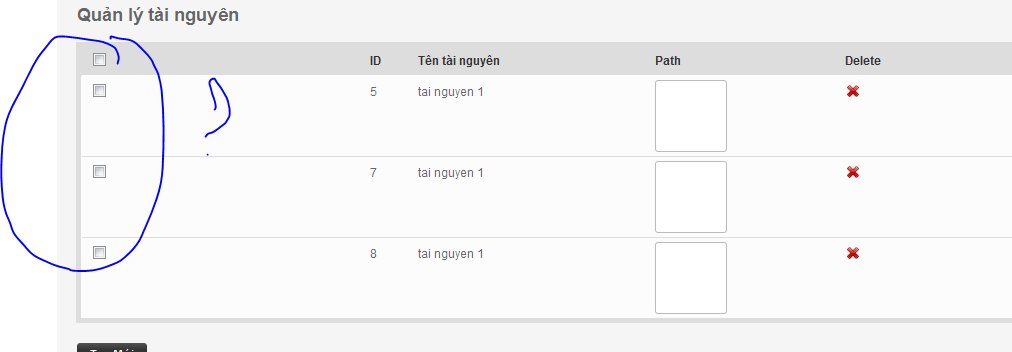 Quản lý tài nguyên
ID Tên tài nguyên Path Delete
5 tai nguyen 1
7 tai nguyen 1
8 tai nguyen 1